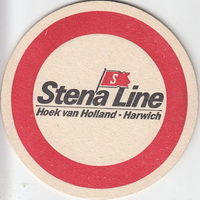 S
Stena Line
Hoek van Holland - Harwich